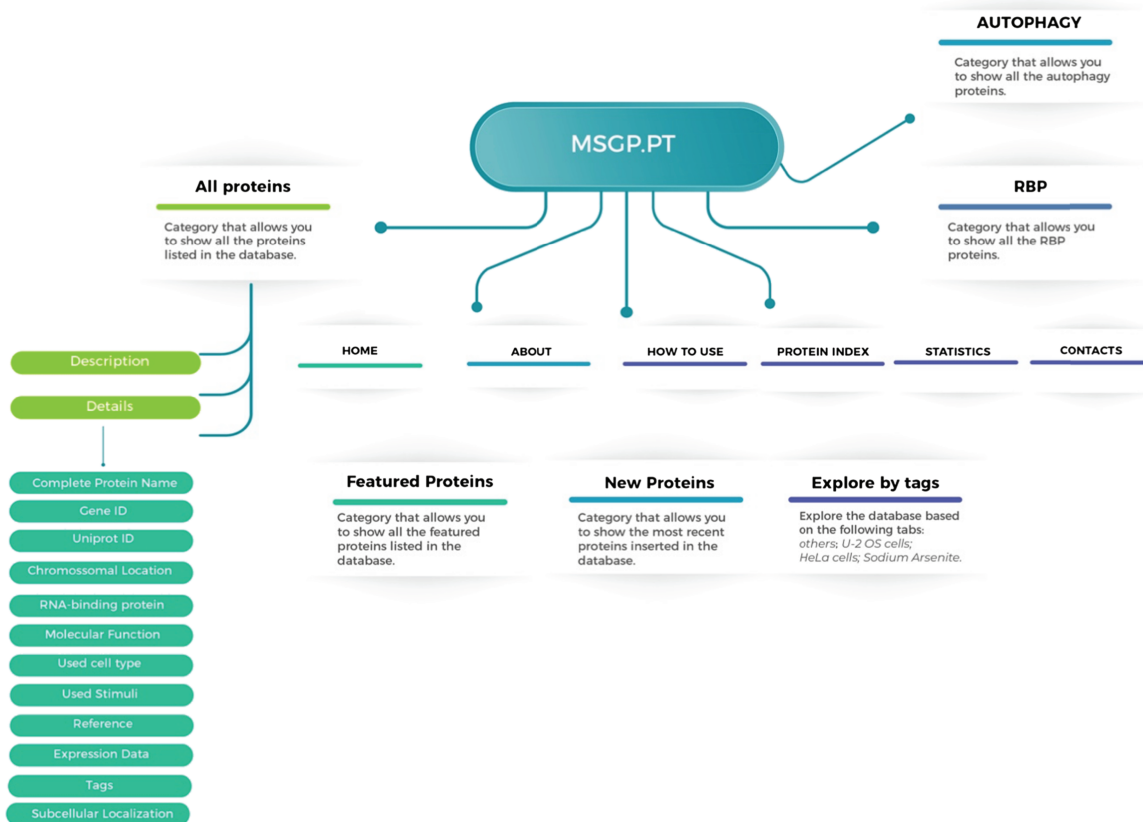 AUTOPHAGY
Category that allows you
to show all the autophagy
proteins.
MSGP.PT
All proteins
Category that allows you
to show all the proteins
listed in the database.
RBP
Category that allows you
to show all the RBP
proteins.
HOME
ABOUT
HOW TO USE
PROTEIN INDEX
STATISTICS
CONTACTS
Description
Details
Complete Protein Name
Gene ID
Uniprot ID
Chromossomal Location
RNA-binding protein
Molecular Function
Used cell type
Used Stimuli
Reference
Expression Data
Tags
Subcellular Localization
Featured Proteins
Category that allows you
to show all the featured
proteins listed in the
database.
New Proteins
Category that allows you
to show the most recent
proteins inserted in the
database.
Explore by tags
Explore the database based
on the following tabs:
others; U-2 OS cells;
HeLa cells; Sodium Arsenite.